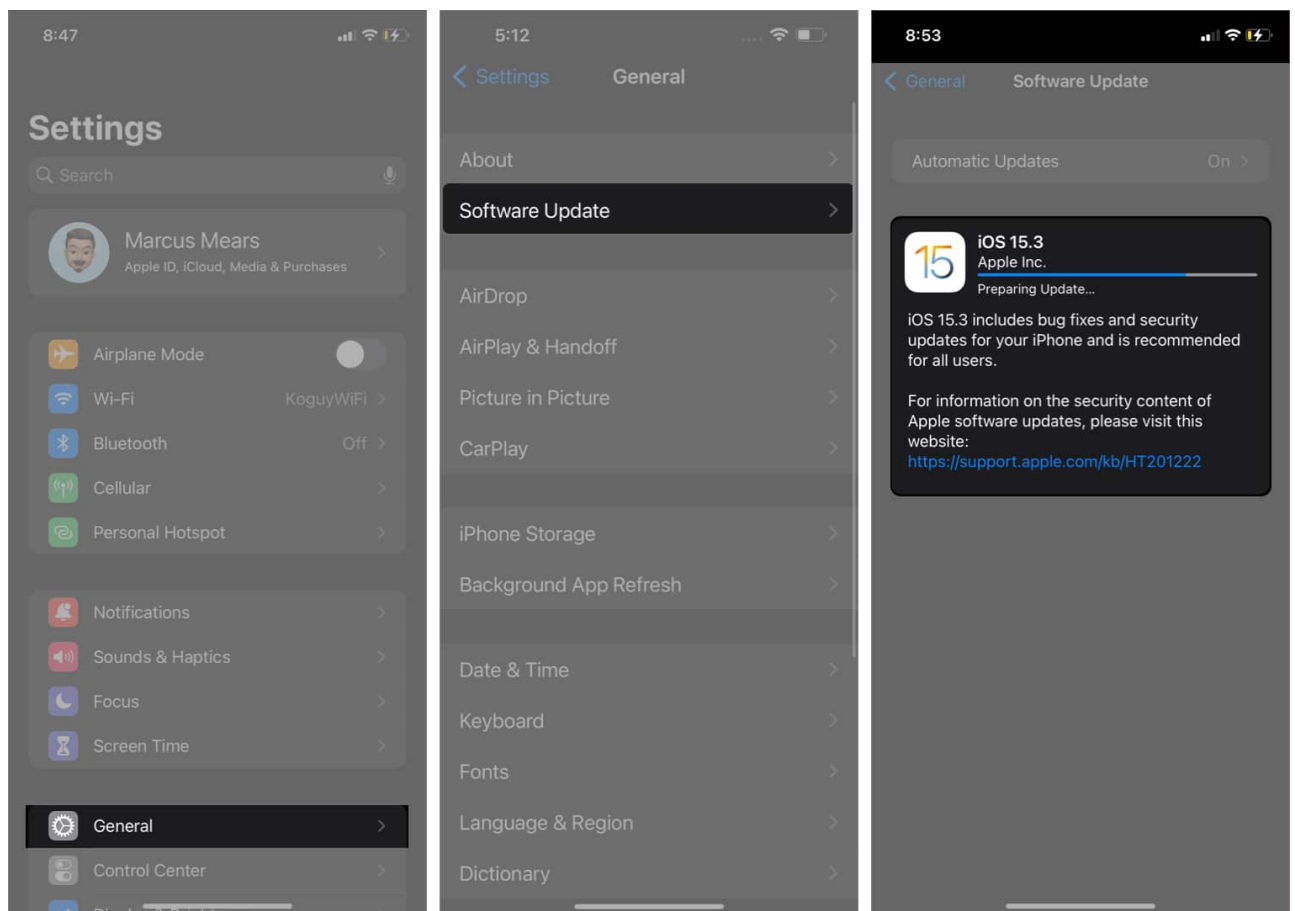 8:47
Settings
Search
Marcus Mears
Apple ID, iCloud, Media & Purchases
Airplane Mode
Wi-Fi KoguyWiFi
Bluetooth Off
Cellular
Personal Hotspot
Notifications
Sounds & Haptics
Focus
Screen Time
General
Control Center
5:12
Settings General
About
Software Update
AirDrop
AirPlay & Handoff
Picture in Picture
CarPlay
iPhone Storage
Background App Refresh
Date & Time
Keyboard
Fonts
Language & Region
Dictionary
8:53
General Software Update
Automatic Updates On
15
iOS 15.3
Apple Inc.
Preparing Update...
iOS 15.3 includes bug fixes and security
updates for your iPhone and is recommended
for all users.
For information on the security content of
Apple software updates, please visit this
website:
https://support.apple.com/kb/HT201222